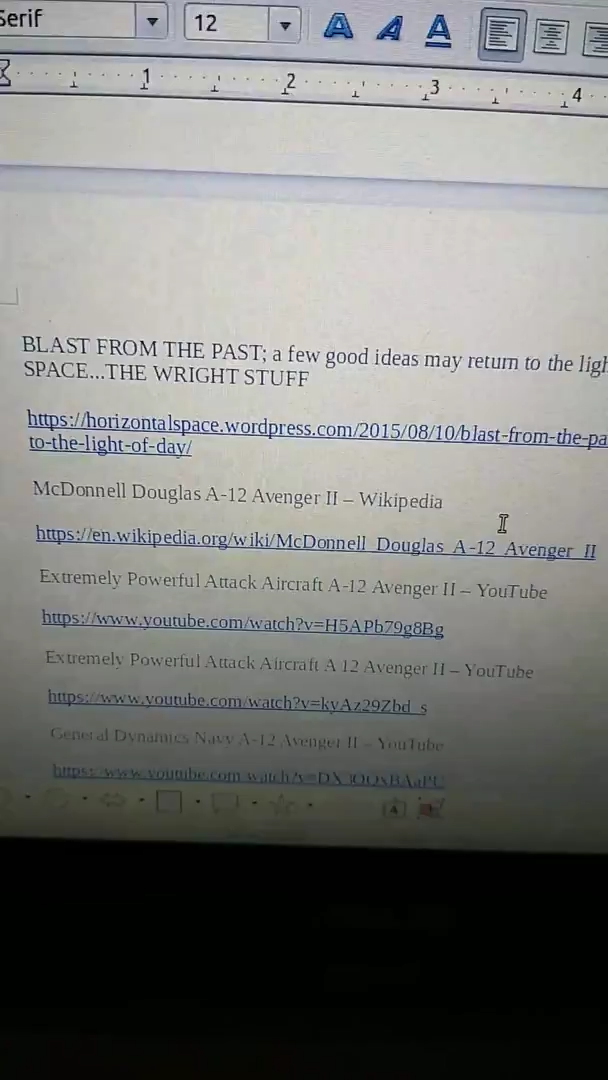 Serif
12
1 2 3 4
BLAST FROM THE PAST; a few good ideas may return to the
SPACE...THE WRIGHT STUFF
https://horizontalspace.wordpress.com/2015/08/10/blast-from-the-pa
to-the-light-of-day/
McDonnell Douglas A-12 Avenger II – Wikipedia
https://en.wikipedia.org/wiki/McDonnell_Douglas_A-12_Avenger_II
Extremely Powerful Attack Aircraft A-12 Avenger II – YouTube
https://www.youtube.com/watch?v=H5APb79g8Bg
Extremely Powerful Attack Aircraft A 12 Avenger II – YouTube
https://www.youtube.com/watch?v=kyAz29Zbd_s
General Dynamics Navy A-12 Avenger II – YouTube